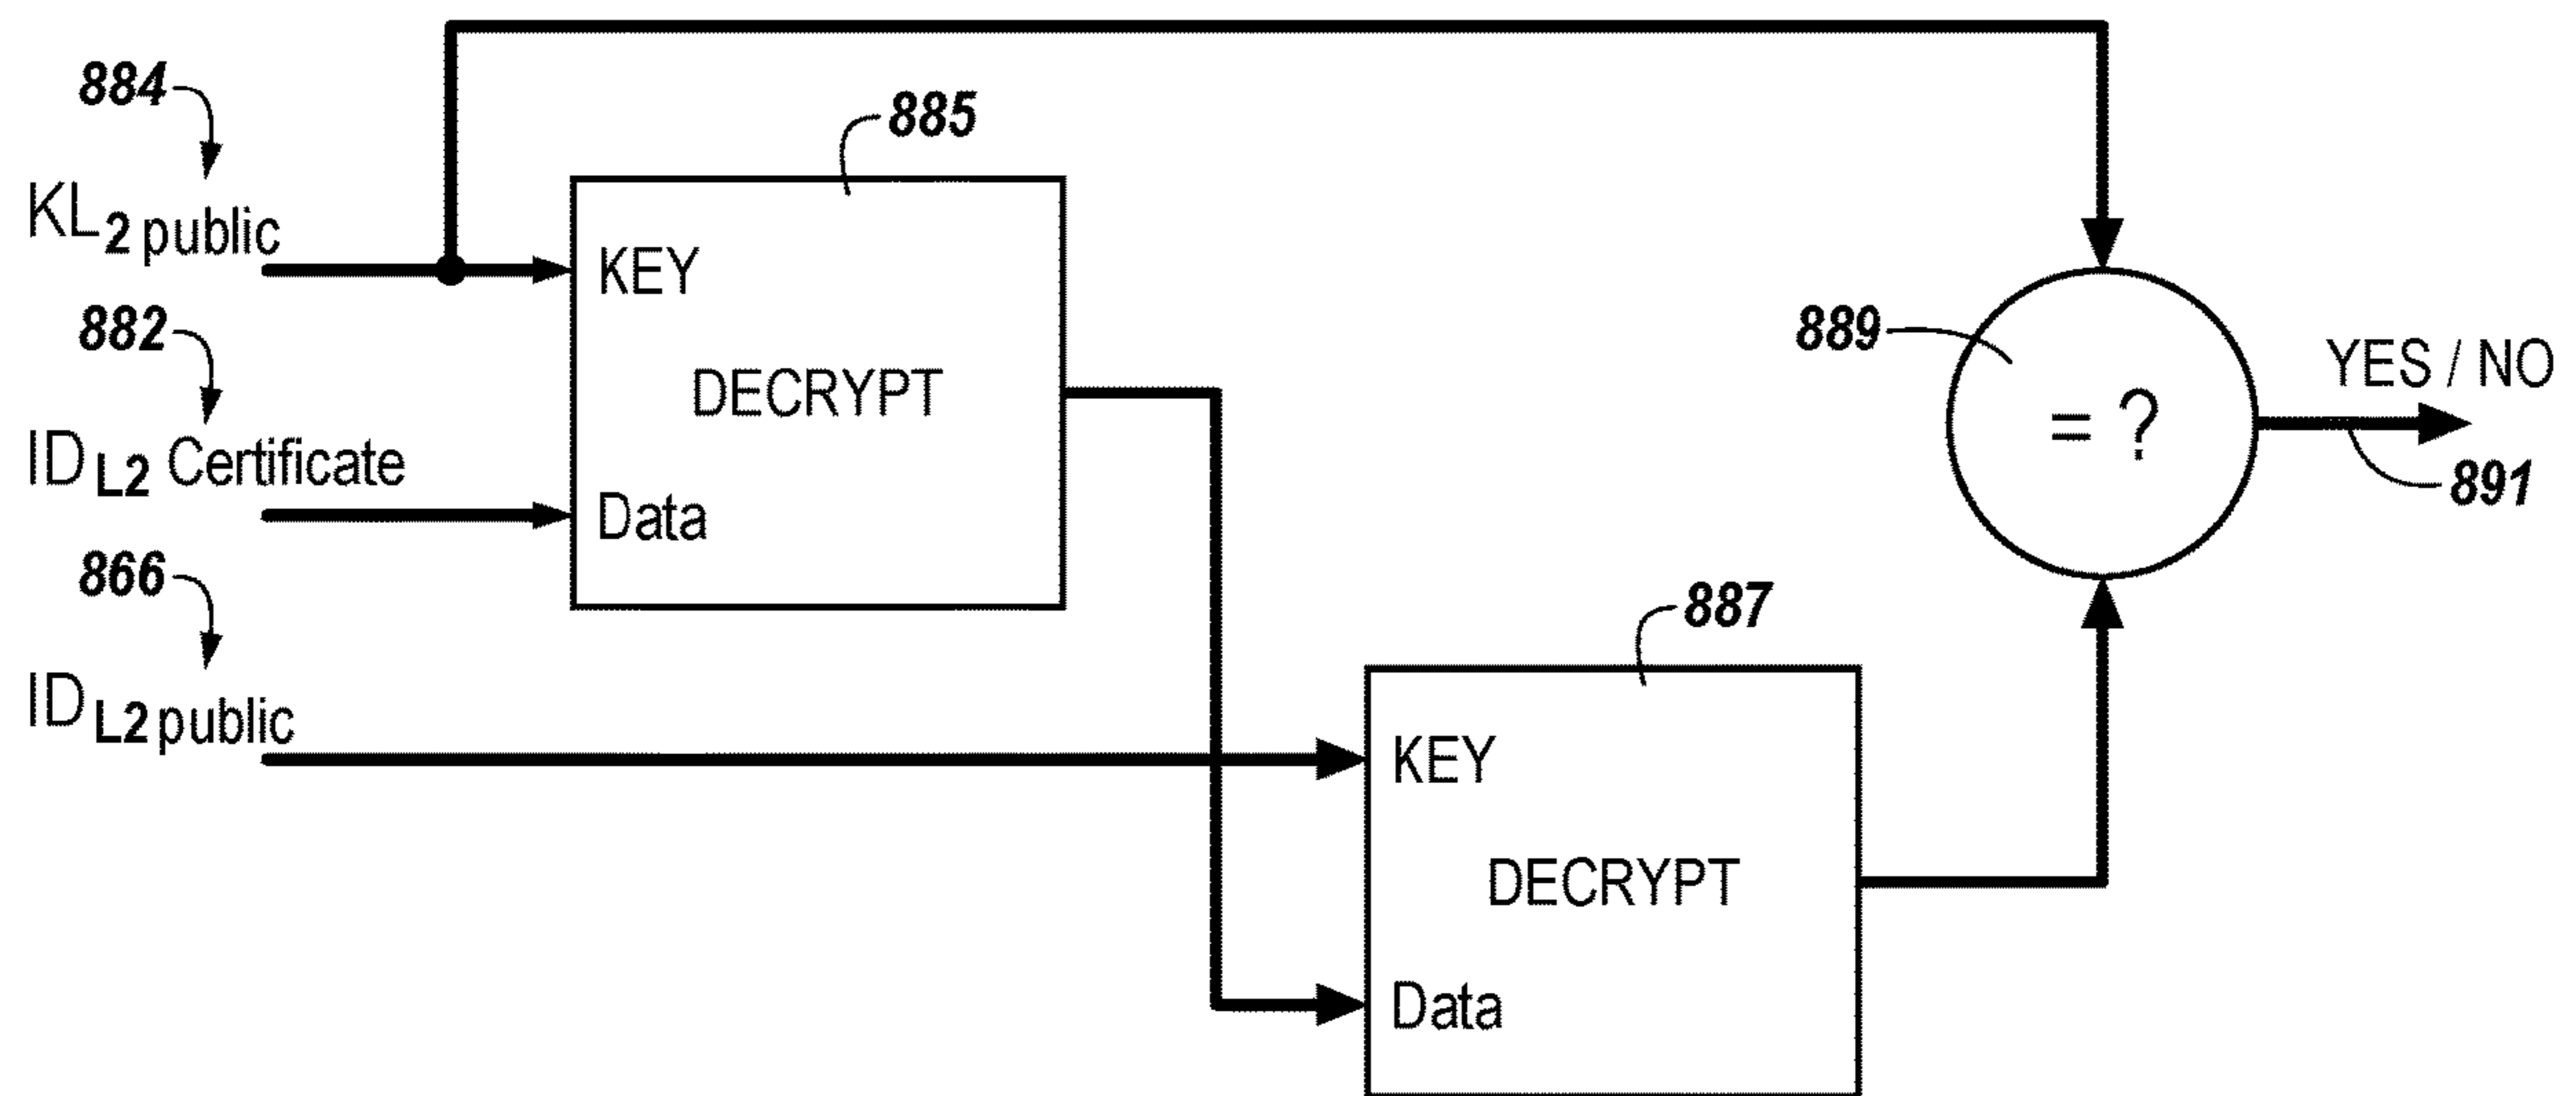 884
KL2 public
885
KEY
882
889
YES / NO
DECRYPT
= ?
IDL2 Certificate
891
Data
866
887
IDL2 public
KEY
DECRYPT
Data